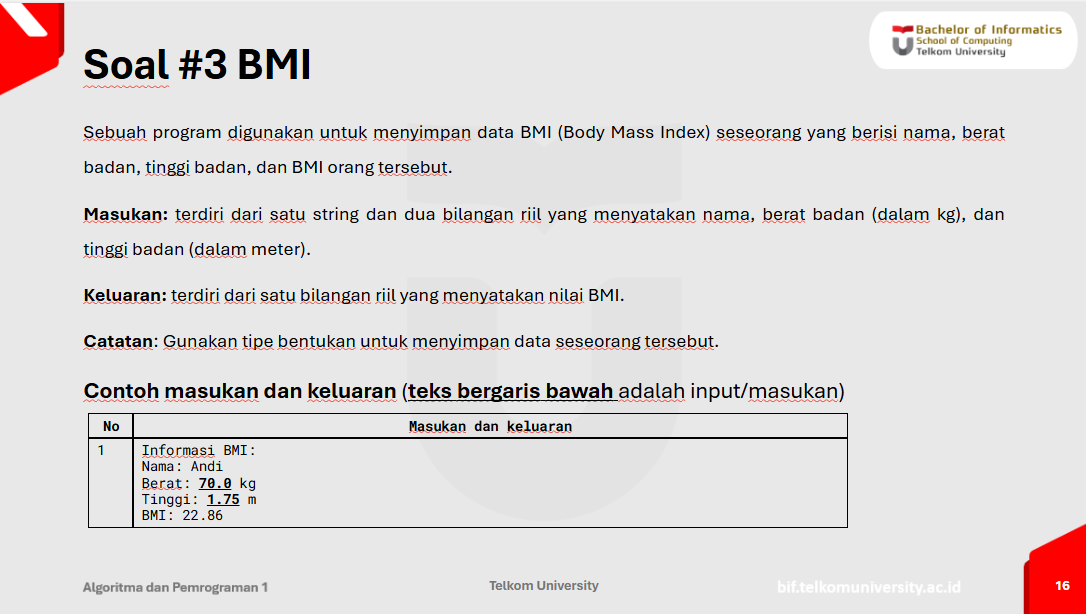 Bachelor of Informatics
School of Computing
Telkom University
Soal #3 BMI
Sebuah program digunakan untuk menyimpan data BMI (Body Mass Index) seseorang yang berisi nama, berat
badan, tinggi badan, dan BMI orang tersebut.
Masukan: terdiri dari satu string dan dua bilangan riil yang menyatakan nama, berat badan (dalam kg), dan
tinggi badan (dalam meter).
Keluaran: terdiri dari satu bilangan riil yang menyatakan nilai BMI.
Catatan: Gunakan tipe bentukan untuk menyimpan data seseorang tersebut.
Contoh masukan dan keluaran (teks bergaris bawah adalah input/masukan)
No Masukan dan keluaran
1 Informasi BMI:
Nama: Andi
Berat: 70.0 kg
Tinggi: 1.75 m
BMI: 22.86
Algoritma dan Pemrograman 1 Telkom University bif.telkomuniversity.ac.id 16